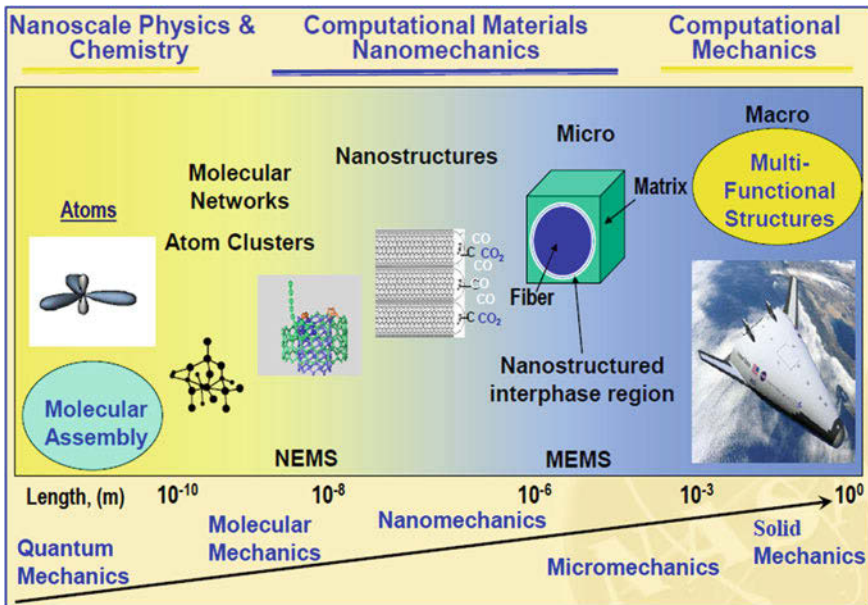 Nanoscale Physics &
Chemistry
Computational Materials
Nanomechanics
Computational
Mechanics
Macro
Multi-
Functional
Structures
Micro
Nanostructures
Matrix
Molecular
Networks
Atoms
Atom Clusters
CO
C CO₂
CO
CO
CO
C CO₂
Fiber
Nanostructured
interphase region
Molecular
Assembly
NEMS
MEMS
Length, (m)
10⁻¹⁰
10⁻⁸
10⁻⁶
10⁻³
10⁰
Quantum
Mechanics
Molecular
Mechanics
Nanomechanics
Micromechanics
Solid
Mechanics